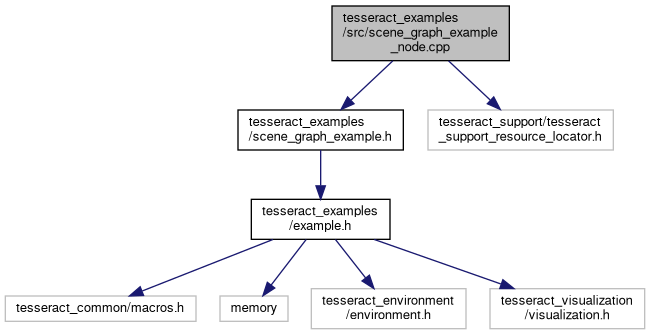 tesseract_examples
/src/scene_graph_example
_node.cpp
tesseract_examples
/scene_graph_example.h
tesseract_support/tesseract
_support_resource_locator.h
tesseract_examples
/example.h
tesseract_common/macros.h
memory
tesseract_environment
/environment.h
tesseract_visualization
/visualization.h